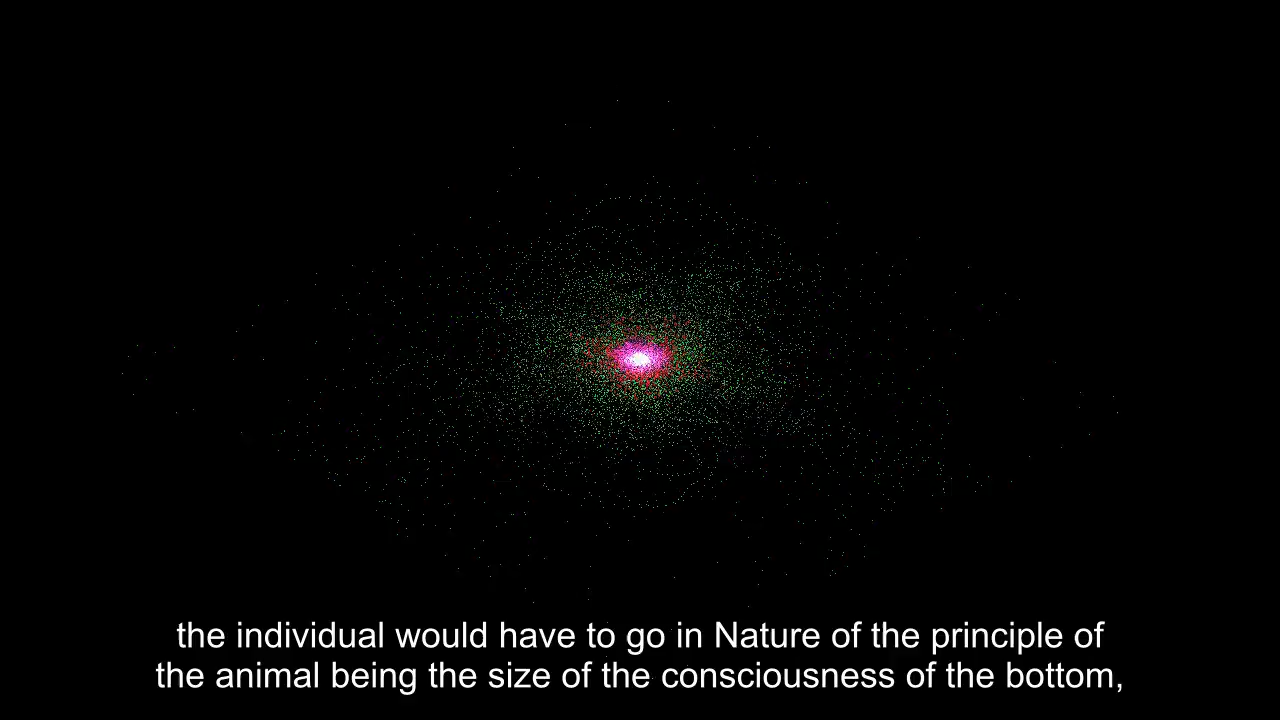 the individual would have to go in Nature of the principle of
the animal being the size of the consciousness of the bottom,